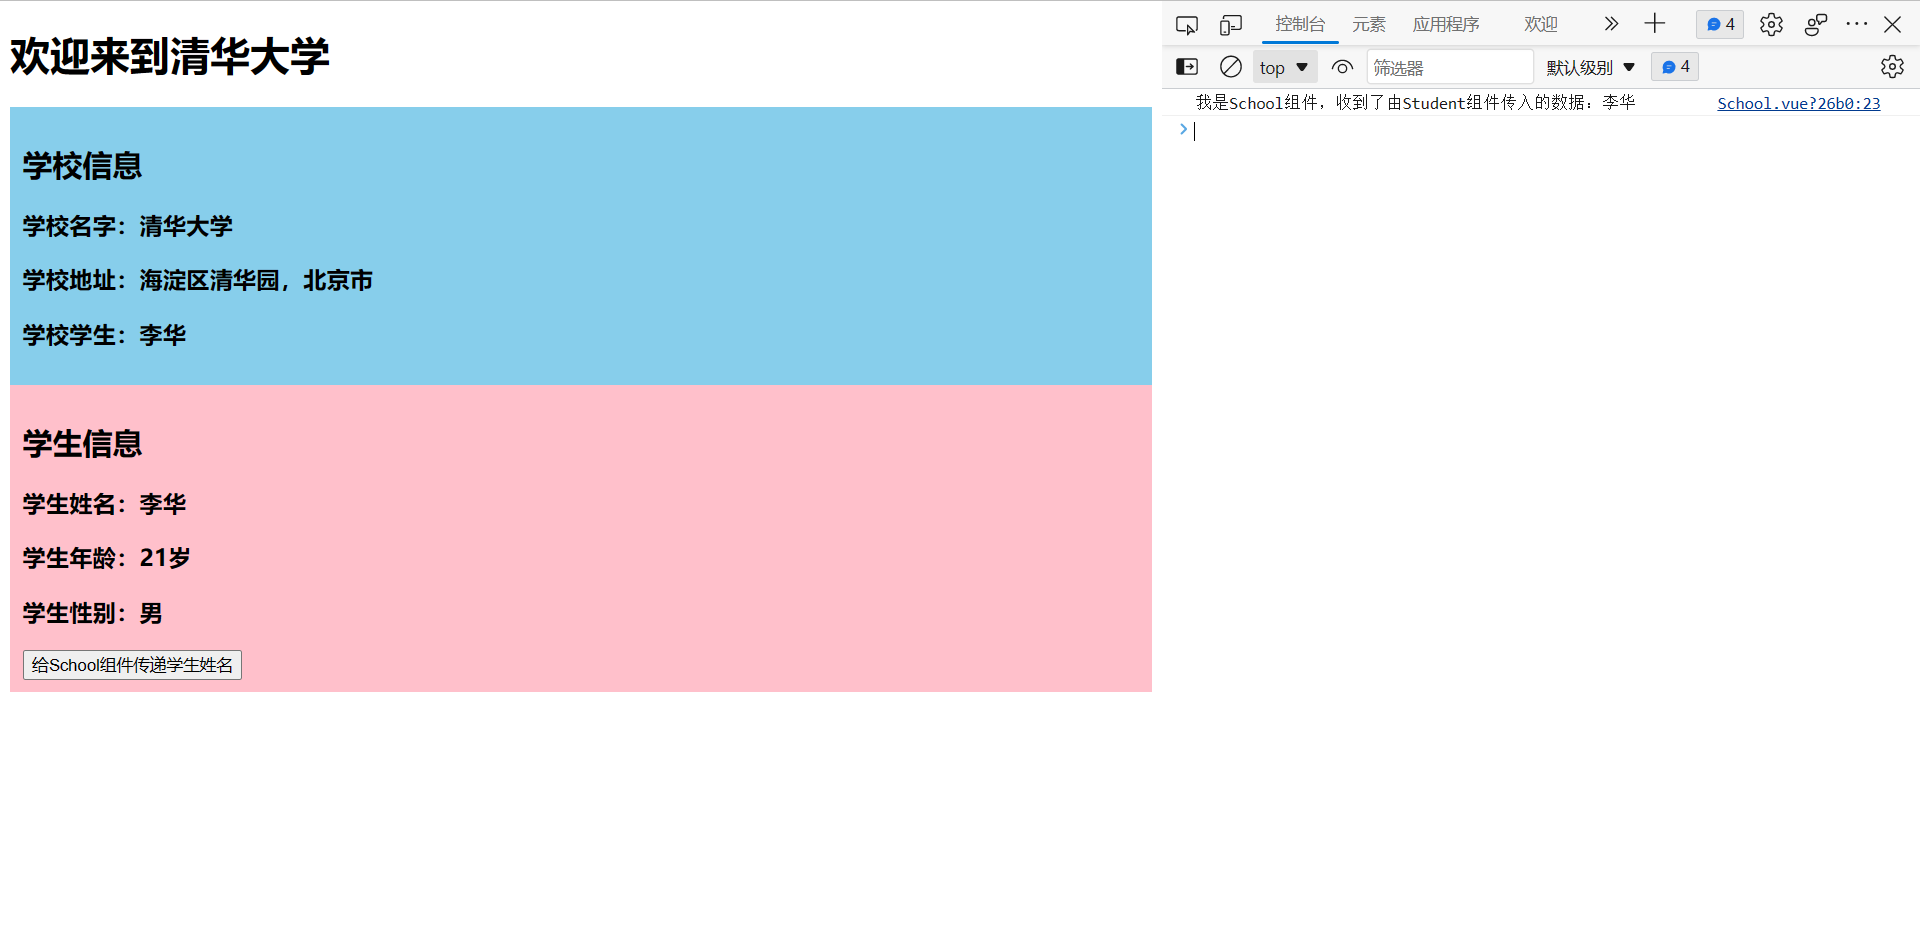 欢迎来到清华大学
学校信息
学校名字：清华大学
学校地址：海淀区清华园，北京市
学校学生：李华
学生信息
学生姓名：李华
学生年龄：21岁
学生性别：男
给School组件传递学生姓名
控制台 元素 应用程序 欢迎 4
top 筛选器 默认级别 4
我是School组件，收到了由Student组件传入的数据：李华 School.vue?26b0:23